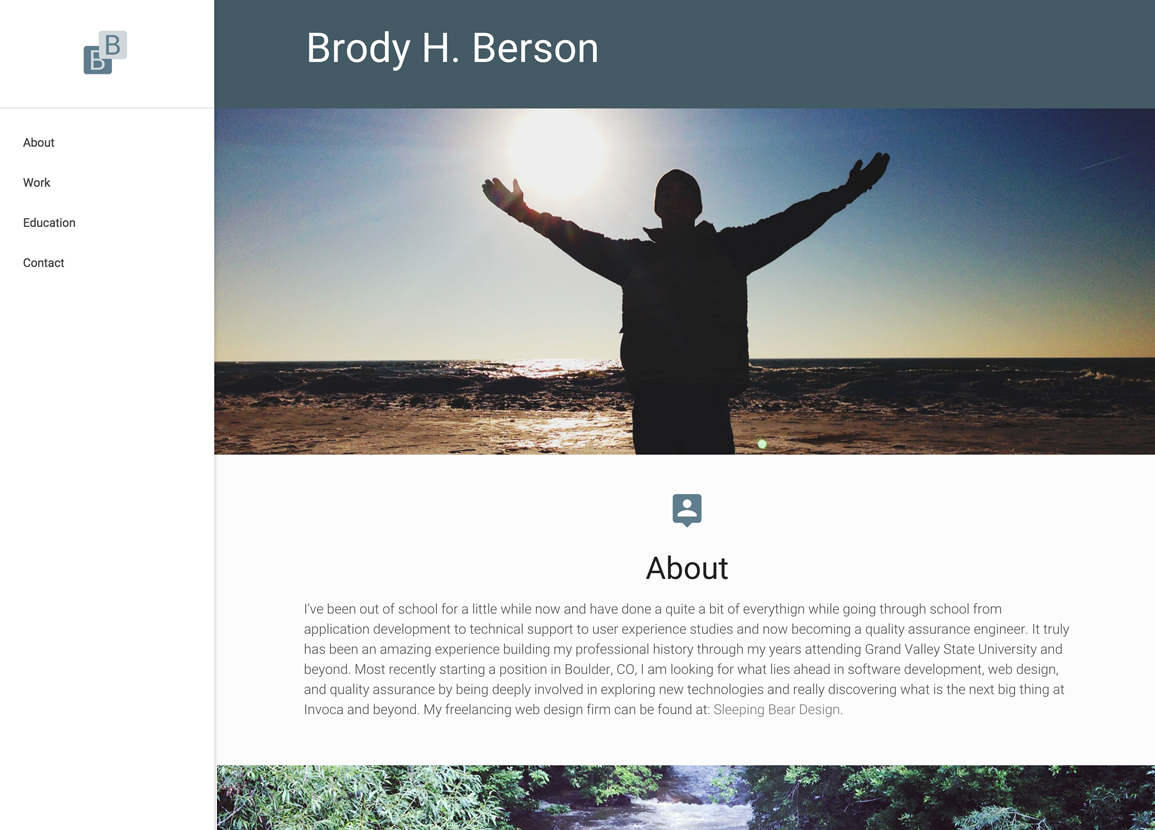 B
B
Brody H. Berson
About
Work
Education
Contact
About
I've been out of school for a little while now and have done a quite a bit of everythign while going through school from
application development to technical support to user experience studies and now becoming a quality assurance engineer. It truly
has been an amazing experience building my professional history through my years attending Grand Valley State University and
beyond. Most recently starting a position in Boulder, CO, I am looking for what lies ahead in software development, web design,
and quality assurance by being deeply involved in exploring new technologies and really discovering what is the next big thing at
Invoca and beyond. My freelancing web design firm can be found at: Sleeping Bear Design.